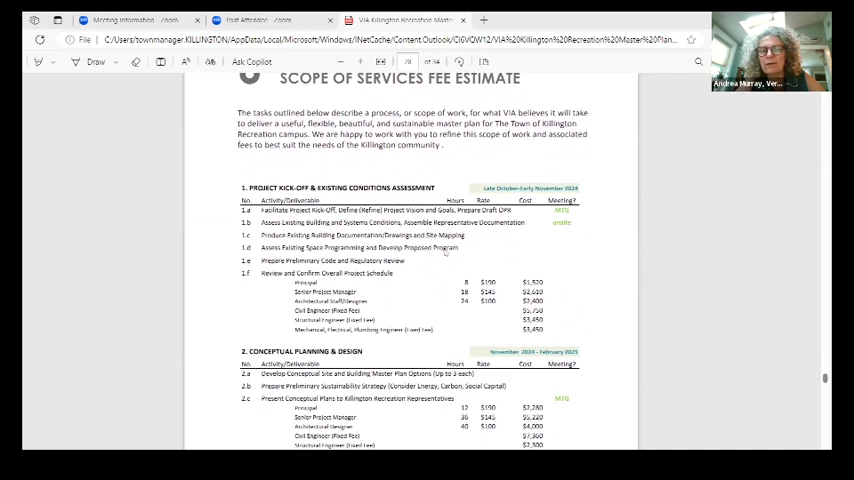 Meeting Information - Zoom
Post Attendee - Zoom
VIA Killington Recreation Master
File
C:/Users/townmanager.KILLINGTON/AppData/Local/Microsoft/Windows/INetCache/Content.Outlook/CI6VQW12/VIA%20Killington%20Recreation%20Master%20Plan...
Draw
Ask Copilot
of 34
Andrea Murray, Ver...
SCOPE OF SERVICES FEE ESTIMATE
The tasks outlined below describe a process, or scope of work, for what VIA believes it will take
to deliver a useful, flexible, beautiful, and sustainable master plan for The Town of Killington
Recreation campus. We are happy to work with you to refine this scope of work and associated
fees to best suit the needs of the Killington community .
1. PROJECT KICK-OFF & EXISTING CONDITIONS ASSESSMENT Late October-Early November 2024
No. Activity/Deliverable Hours Rate Cost Meeting?
1.a Facilitate Project Kick-Off, Define (Refine) Project Vision and Goals, Prepare Draft OPR MTG
1.b Assess Existing Building and Systems Conditions, Assemble Representative Documentation onsite
1.c Produce Existing Building Documentation/Drawings and Site Mapping
1.d Assess Existing Space Programming and Develop Proposed Program
1.e Prepare Preliminary Code and Regulatory Review
1.f Review and Confirm Overall Project Schedule
Principal 8 $190 $1,520
Senior Project Manager 18 $145 $2,610
Architectural Staff/Designer 24 $100 $2,400
Civil Engineer (Fixed Fee) $5,750
Structural Engineer (Fixed Fee) $3,450
Mechanical, Electrical, Plumbing Engineer (Fixed Fee) $3,450
2. CONCEPTUAL PLANNING & DESIGN November 2024 - February 2025
No. Activity/Deliverable Hours Rate Cost Meeting?
2.a Develop Conceptual Site and Building Master Plan Options (Up to 3 each)
2.b Prepare Preliminary Sustainability Strategy (Consider Energy, Carbon, Social Capital)
2.c Present Conceptual Plans to Killington Recreation Representatives MTG
Principal 12 $190 $2,280
Senior Project Manager 36 $145 $5,220
Architectural Designer 40 $100 $4,000
Civil Engineer (Fixed Fee) $7,360
Structural Engineer (Fixed Fee) $2,300